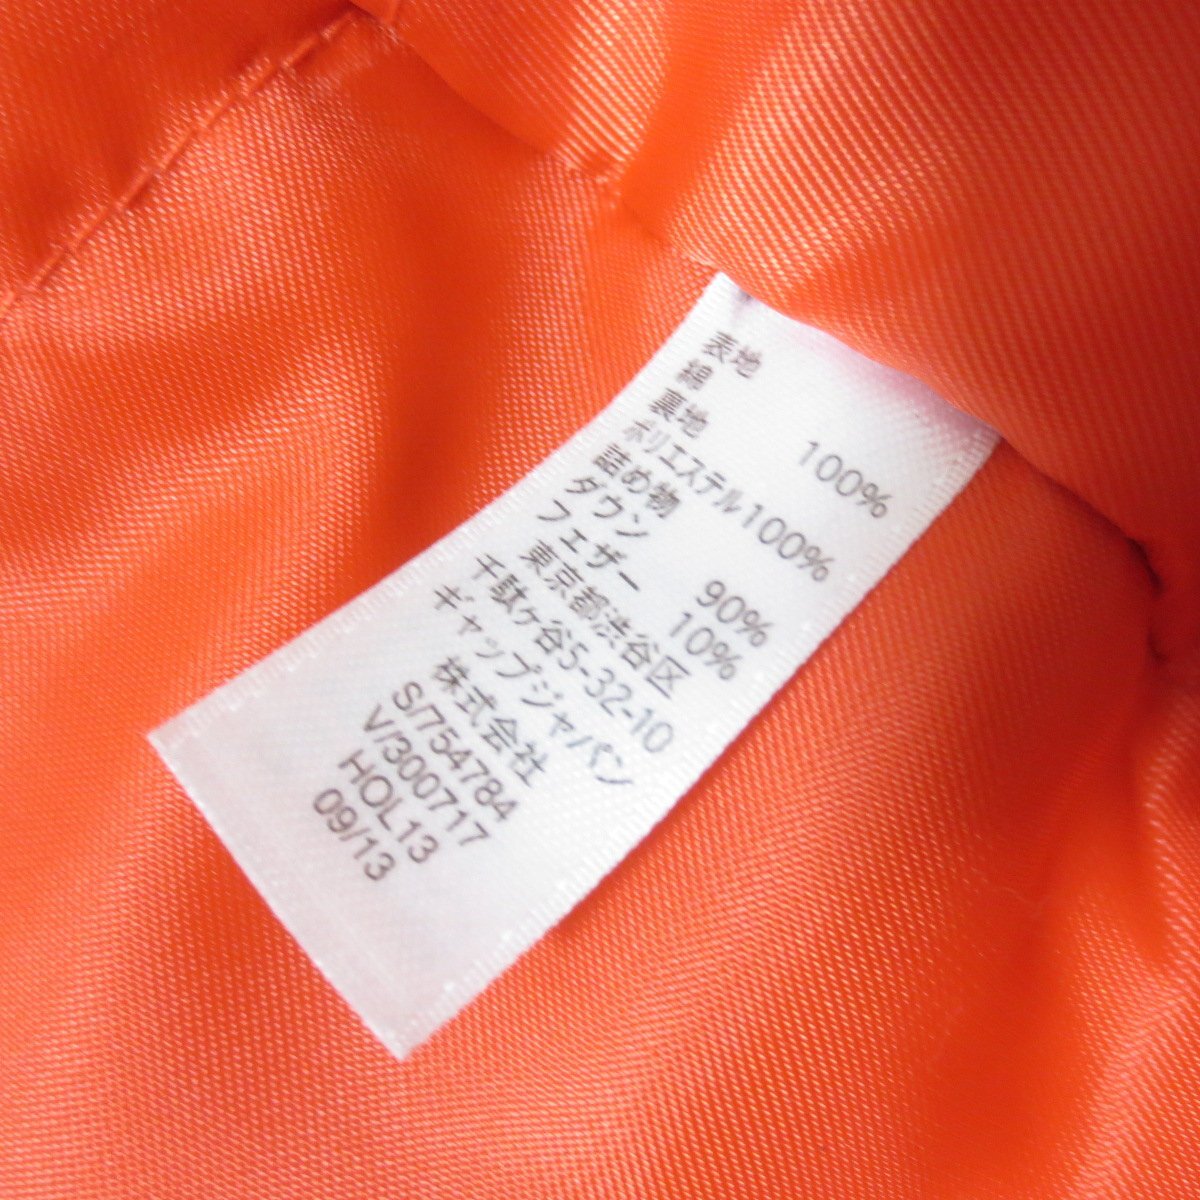 表地
綿 100%
裏地
ポリエステル100%
詰め物
ダウン 90%
フェザー 10%
東京都渋谷区
千駄ヶ谷5-32-10
ギャップジャパン
株式会社
S/754784
V/300717
HOL13
09/13